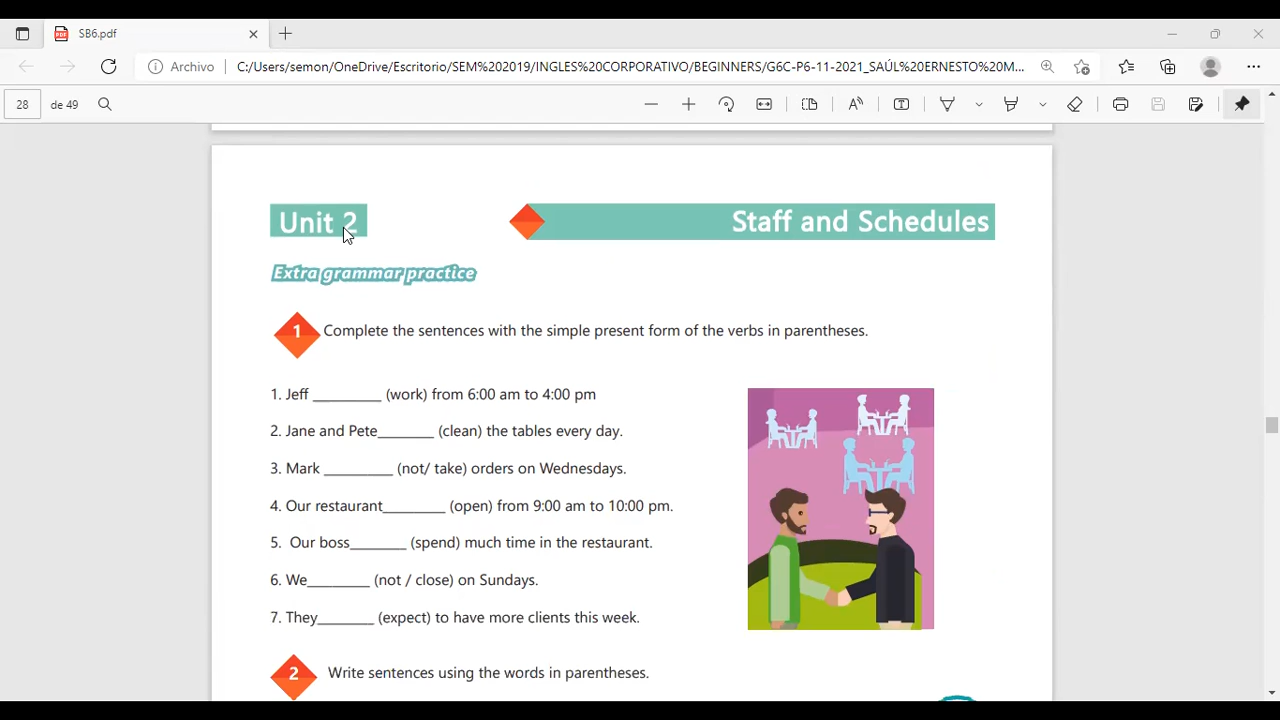 SB6.pdf
Archivo C:/Users/semon/OneDrive/Escritorio/SEM%202019/INGLES%20CORPORATIVO/BEGINNERS/G6C-P6-11-2021_SAÚL%20ERNESTO%20M...
28 de 49
Unit 2
Staff and Schedules
Extra grammar practice
1 Complete the sentences with the simple present form of the verbs in parentheses.
1. Jeff _________ (work) from 6:00 am to 4:00 pm
2. Jane and Pete________ (clean) the tables every day.
3. Mark _________ (not/ take) orders on Wednesdays.
4. Our restaurant________ (open) from 9:00 am to 10:00 pm.
5. Our boss________ (spend) much time in the restaurant.
6. We_________ (not / close) on Sundays.
7. They________ (expect) to have more clients this week.
2 Write sentences using the words in parentheses.